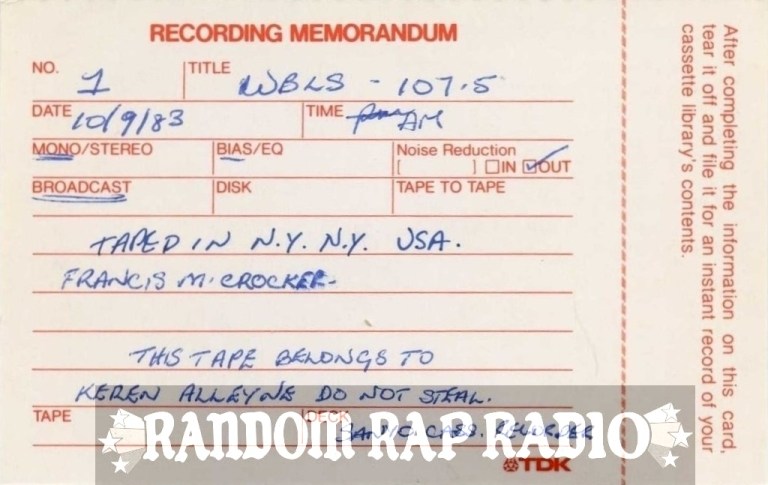 RECORDING MEMORANDUM
NO. 1 TITLE WBLS - 107.5
DATE 10/9/83 TIME AM
MONO/STEREO BIAS/EQ Noise Reduction [ ] IN OUT
BROADCAST DISK TAPE TO TAPE
TAPED IN N.Y. N.Y. USA.
FRANCIS M. CROCKER-
THIS TAPE BELONGS TO
KEREN ALLEYNE DO NOT STEAL.
TAPE DECK SANYO. CASS. RECORDER
RANDOM RAP RADIO
TDK
After completing the information on this card,
tear it off and file it for an instant record of your
cassette library's contents.